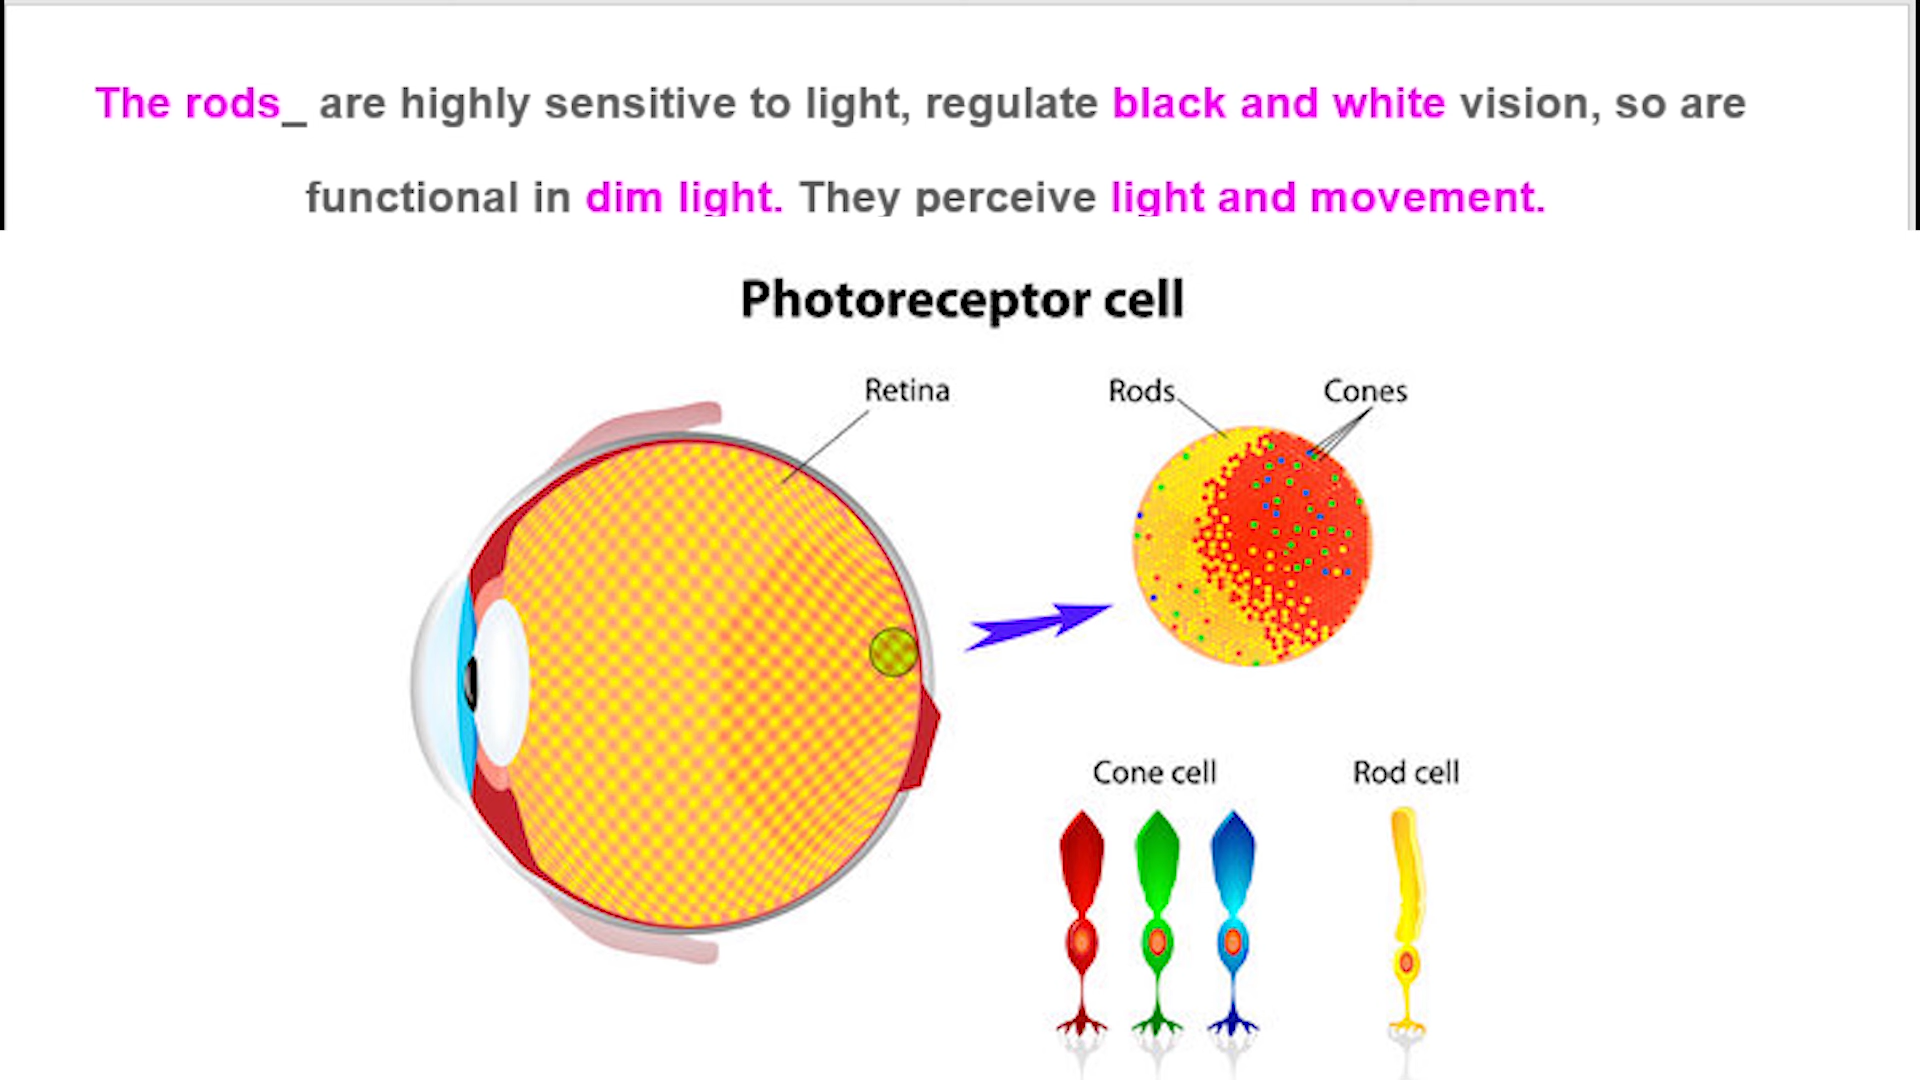 The rods_ are highly sensitive to light, regulate black and white vision, so are
functional in dim light. They perceive light and movement.
Photoreceptor cell
Retina
Rods
Cones
Cone cell
Rod cell